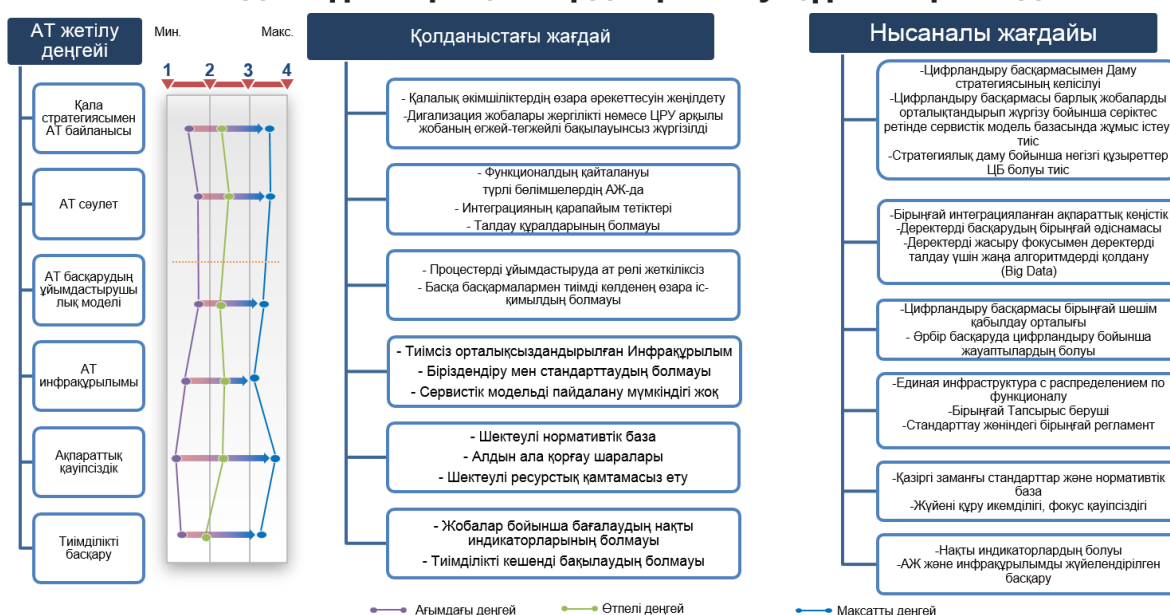 АТ жетілу
деңгейі
Мин.
Макс.
1
2
3
4
Қала
стратегиясымен
АТ байланысы
АТ сәулет
АТ басқарудың
ұйымдастырушы
лық моделі
АТ
инфрақұрылымы
Ақпараттық
қауіпсіздік
Тиімділікті
басқару
Қолданыстағы жағдай
- Қалалық әкімшіліктердің өзара әрекеттесуін жеңілдету
-Дигализация жобалары жергілікті немесе ЦРУ арқылы
жобаның егжей-тегжейлі бақылауынсыз жүргізілді
- Функционалдың қайталануы
түрлі бөлімшелердің АЖ-да
- Интеграцияның қарапайым тетіктері
- Талдау құралдарының болмауы
- Процестерді ұйымдастыруда ат рөлі жеткіліксіз
- Басқа басқармалармен тиімді көлденең өзара іс-
қимылдың болмауы
- Тиімсіз орталықсыздандырылған Инфрақұрылым
- Біріздендіру мен стандарттаудың болмауы
- Сервистік модельді пайдалану мүмкіндігі жоқ
- Шектеулі нормативтік база
- Алдын ала қорғау шаралары
- Шектеулі ресурстық қамтамасыз ету
- Жобалар бойынша бағалаудың нақты
индикаторларының болмауы
- Тиімділікті кешенді бақылаудың болмауы
Нысаналы жағдайы
-Цифрландыру басқармасымен Даму
стратегиясының келісілуі
-Цифрландыру басқармасы барлық жобаларды
орталықтандырып жүргізу бойынша серіктес
ретінде сервистік модель базасында жұмыс істеу
тиіс
-Стратегиялық даму бойынша негізгі құзыреттер
ЦБ болуы тиіс
-Бірыңғай интеграцияланған ақпараттық кеңістік
-Деректерді басқарудың бірыңғай әдіснамасы
-Деректерді жасыру фокусымен деректерді
талдау үшін жаңа алгоритмдерді қолдану
(Big Data)
-Цифрландыру басқармасы бірыңғай шешім
қабылдау орталығы
- Әрбір басқаруда цифрландыру бойынша
жауаптылардың болуы
-Единая инфраструктура с распределением по
функционалу
-Бірыңғай Тапсырыс беруші
-Стандарттау жөніндегі бірыңғай регламент
-Қазіргі заманғы стандарттар және нормативтік
база
-Жүйені құру икемділігі, фокус қауіпсіздігі
-Нақты индикаторлардың болуы
-АЖ және инфрақұрылымды жүйелендірілген
басқару
Ағымдағы деңгей
Өтпелі деңгей
Мақсатты деңгей